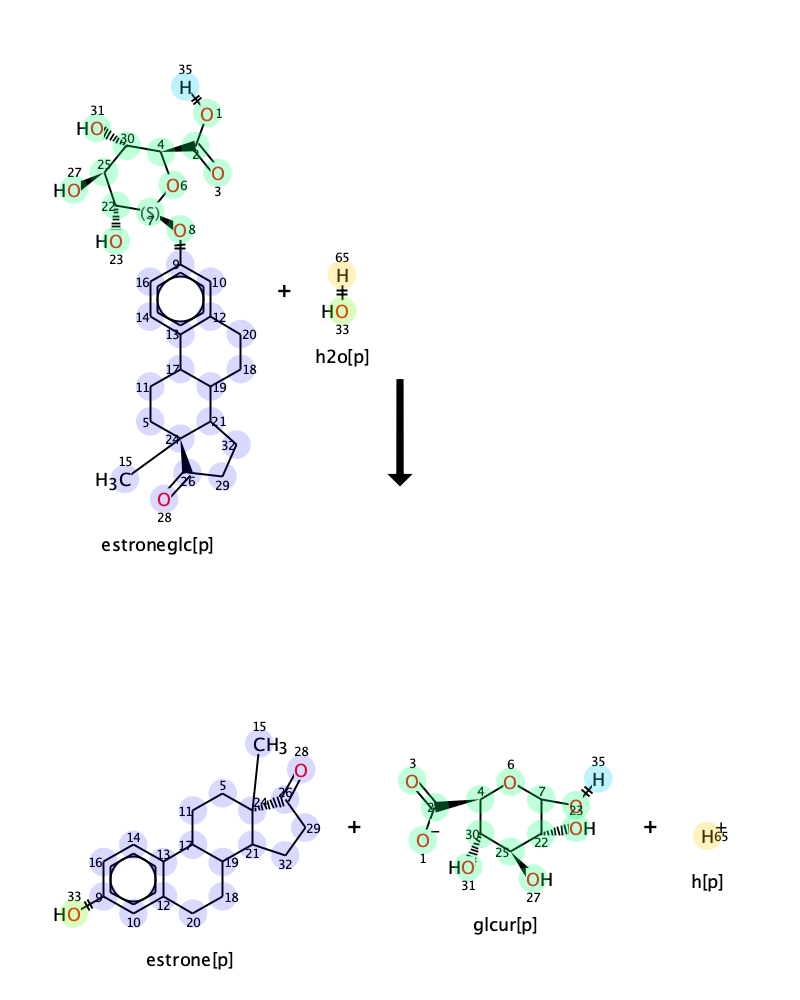 35
H
31
O 1
HO 30 4
2
25 O
27 O 6 3
HO 22 (S)
7
HO O 8
23
9
16 10
14 12
13 20
17 18
11 19
5 21
24 32
15
H3C 26 29
O
28
estroneglc[p]
+
65
H
HO
33
h2o[p]
15
CH3 28
O
5 24 26
11 29
14 17 21
16 13 19 32
33 9 12 18
HO 10 20
estrone[p]
+
3 6 35
O O H
2 4 7 O
23
O − 30 22 OH
1 25
HO OH
31 27
glcur[p]
+
H + 65
h[p]